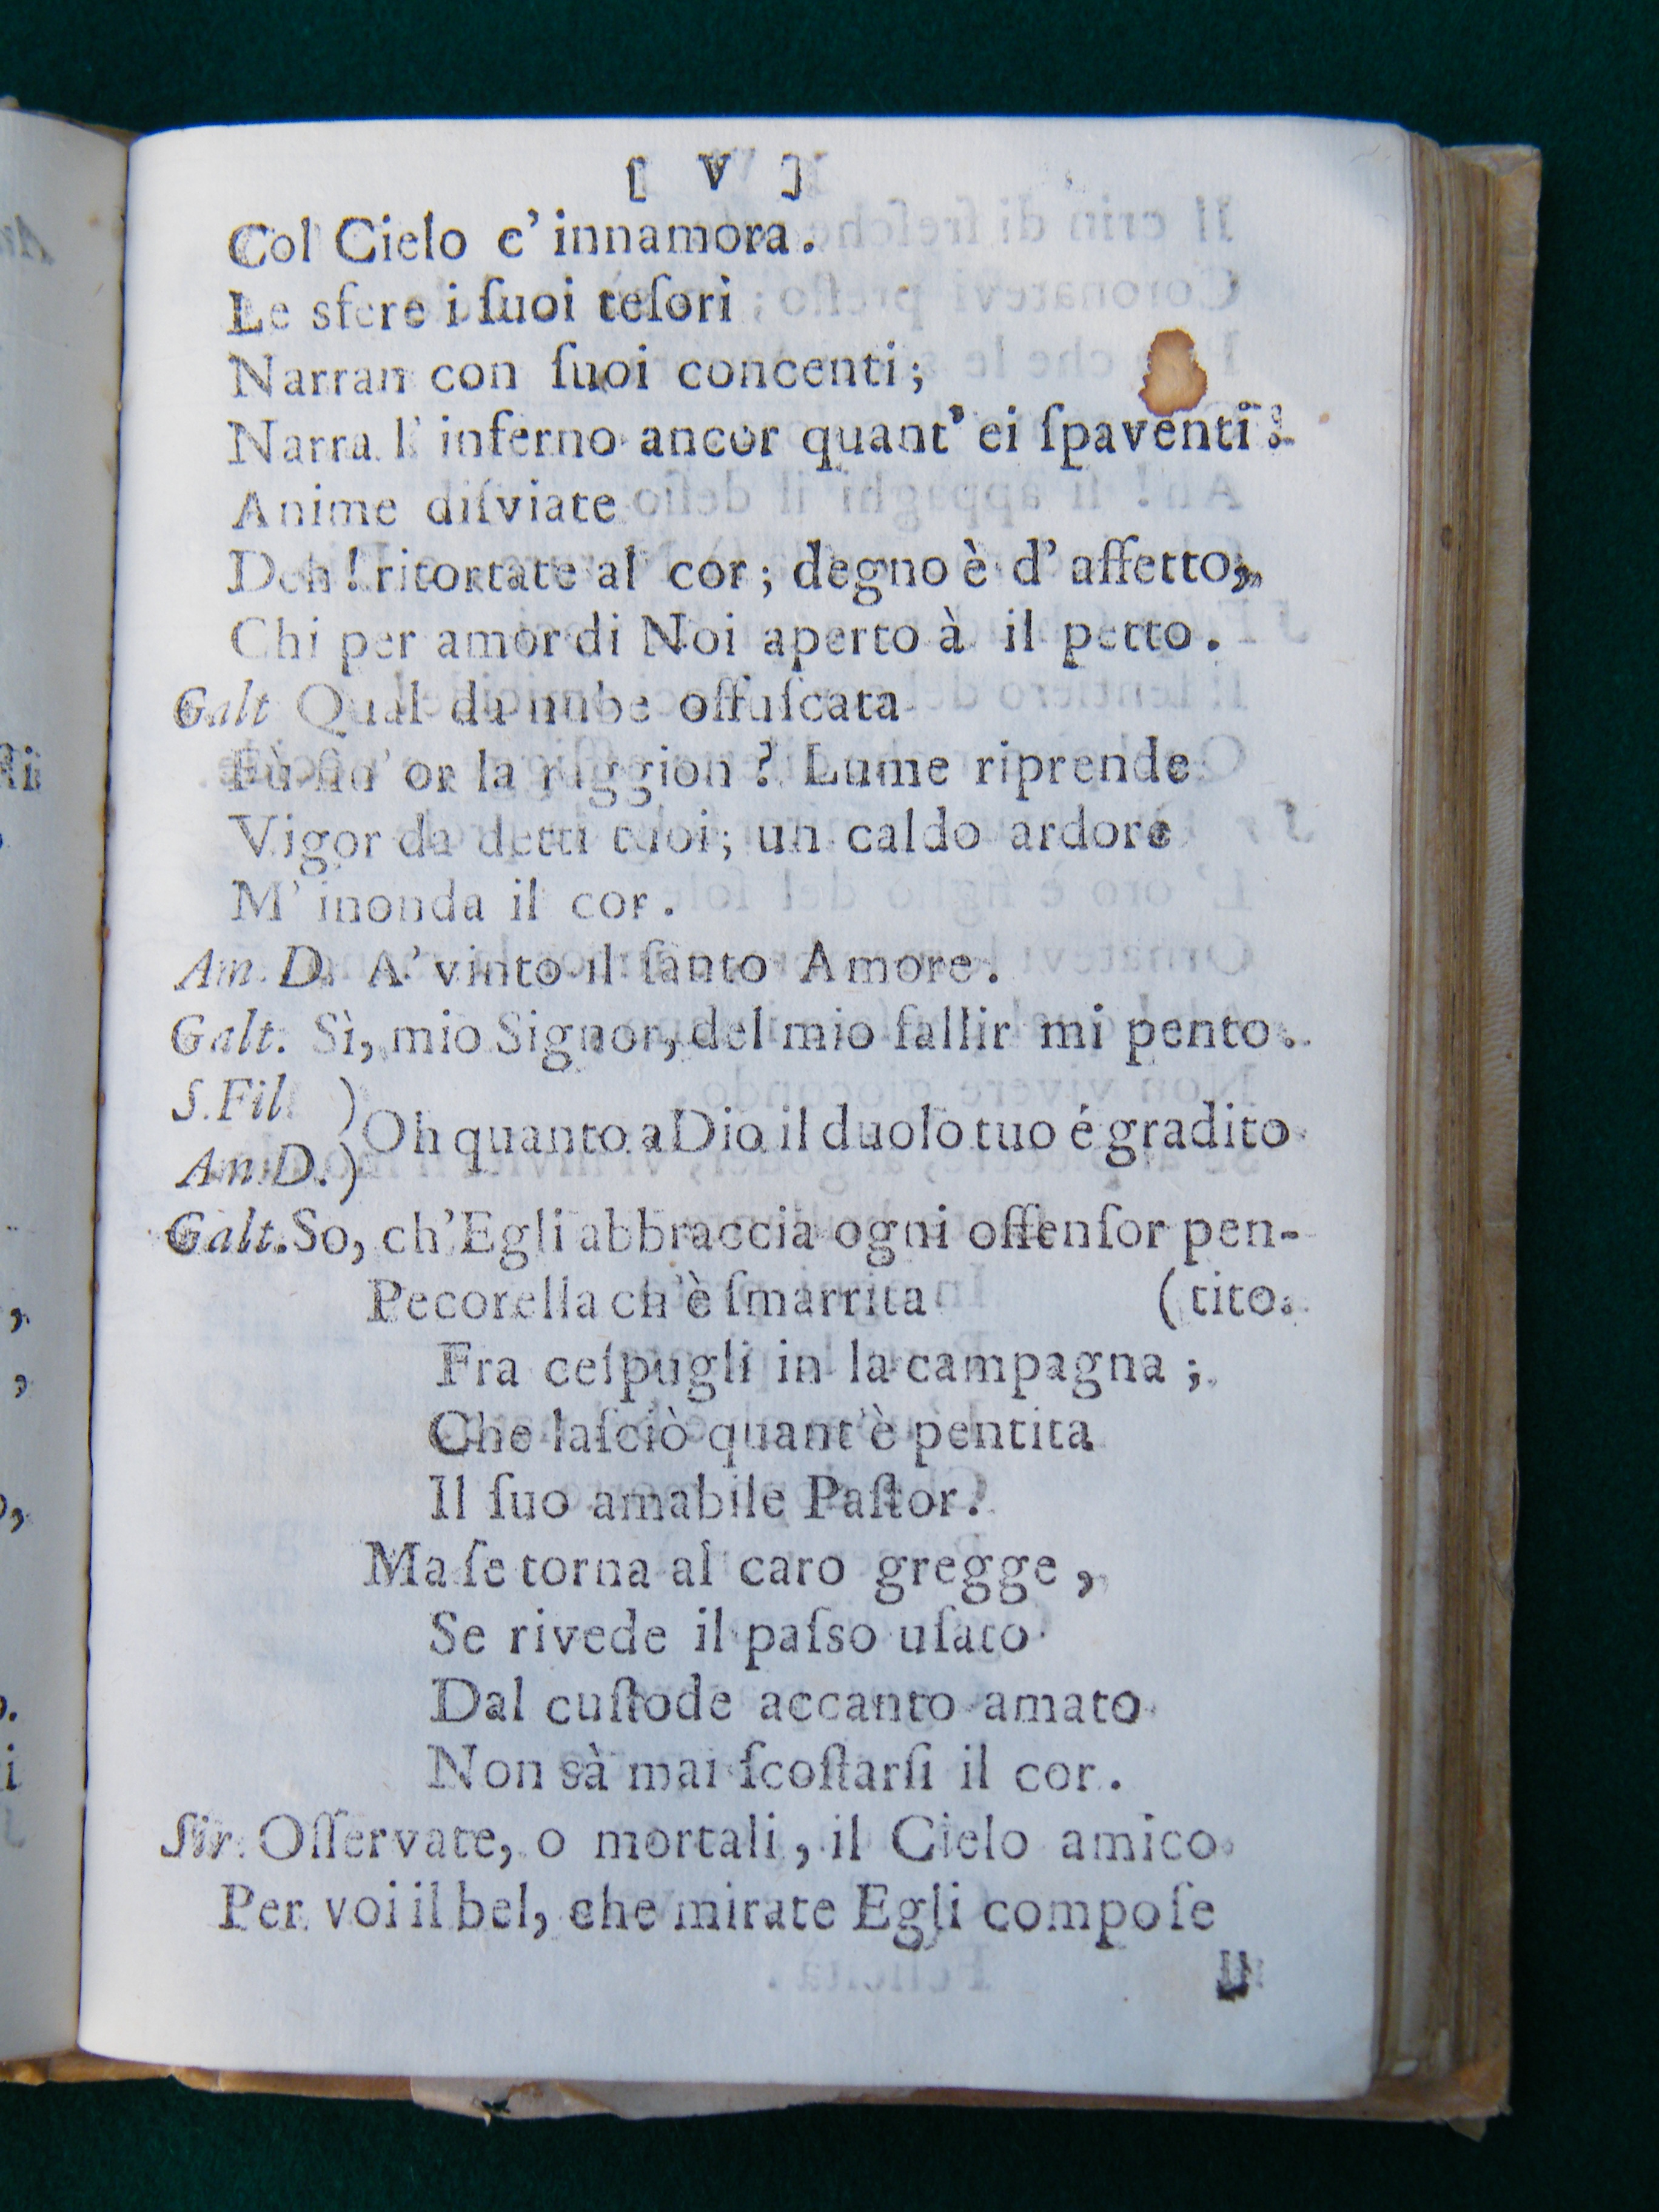 [ V ]
Col Cielo c' innamora.
Le sfere i ſuoi teſori
Narran con ſuoi concenti;
Narra l' inferno ancor quant' ei ſpaventi.
Anime diſviate
Deh! ritornate al cor; degno è d' affetto,
Chi per amor di Noi aperto à il petto.
Galt Qual da nube offuſcata
Fù fin' or la raggion? Lume riprende
Vigor da detti tuoi; un caldo ardore
M' inonda il cor.
Am. D. A' vinto il ſanto Amore.
Galt. Sì, mio Signor, del mio fallir mi pento.
S. Fil. )
Oh quanto a Dio il duolo tuo é gradito
Am. D. )
Galt. So, ch' Egli abbraccia ogni offenſor pen-
Pecorella ch' è ſmarrita (tito.
Fra ceſpugli in la campagna;
Che laſciò quant' è pentita
Il ſuo amabile Paſtor.
Ma ſe torna al caro gregge,
Se rivede il paſso uſato
Dal cuſtode accanto amato
Non sà mai ſcoſtarſi il cor.
Sir. Oſſervate, o mortali, il Cielo amico
Per voi il bel, che mirate Egli compoſe